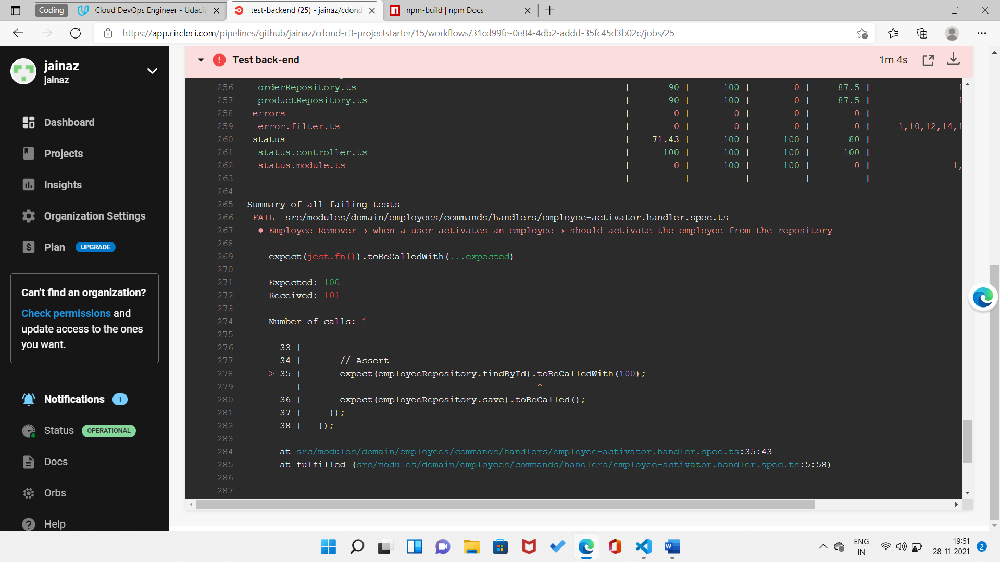 Coding
Cloud DevOps Engineer - Udacit
test-backend (25) - jainaz/cdond
npm-build | npm Docs
https://app.circleci.com/pipelines/github/jainaz/cdond-c3-projectstarter/15/workflows/31cd99fe-0e84-4db2-addd-35fc45d3b02c/jobs/25
jainaz
jainaz
Dashboard
Projects
Insights
Organization Settings
Plan UPGRADE
Can't find an organization?
Check permissions and
update access to the ones
you want.
Notifications 1
Status OPERATIONAL
Docs
Orbs
Help
Test back-end 1m 4s
256 orderRepository.ts | 90 | 100 | 0 | 87.5 | 1
257 productRepository.ts | 90 | 100 | 0 | 87.5 | 1
258 errors | 0 | 0 | 0 | 0 |
259 error.filter.ts | 0 | 0 | 0 | 0 | 1,10,12,14,1
260 status | 71.43 | 100 | 100 | 80 |
261 status.controller.ts | 100 | 100 | 100 | 100 |
262 status.module.ts | 0 | 100 | 100 | 0 | 1,
263 ---------------------------------------------------------------------|----------|----------|----------|----------|-----------------
264
265 Summary of all failing tests
266 FAIL src/modules/domain/employees/commands/handlers/employee-activator.handler.spec.ts
267 ● Employee Remover › when a user activates an employee › should activate the employee from the repository
268
269 expect(jest.fn()).toBeCalledWith(...expected)
270
271 Expected: 100
272 Received: 101
273
274 Number of calls: 1
275
276 33 |
277 34 | // Assert
278 > 35 | expect(employeeRepository.findById).toBeCalledWith(100);
279 | ^
280 36 | expect(employeeRepository.save).toBeCalled();
281 37 | });
282 38 | });
283
284 at src/modules/domain/employees/commands/handlers/employee-activator.handler.spec.ts:35:43
285 at fulfilled (src/modules/domain/employees/commands/handlers/employee-activator.handler.spec.ts:5:58)
286
287
ENG
IN
19:51
28-11-2021
2